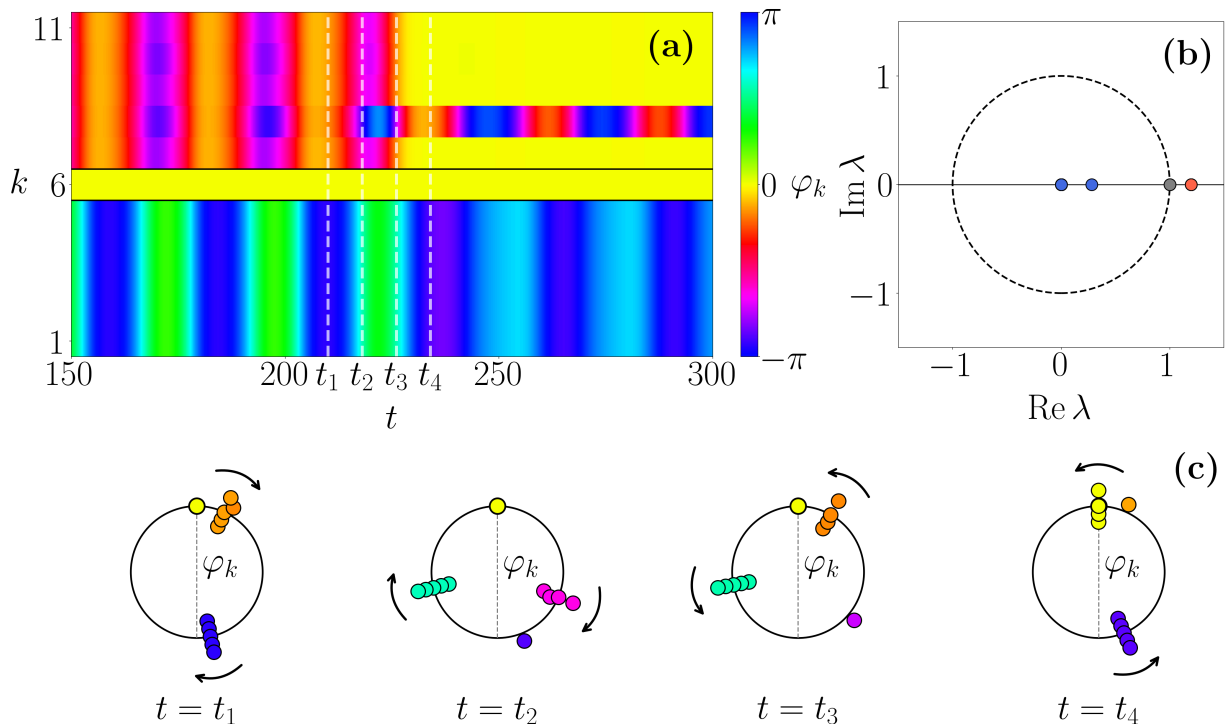 11
6
1
k
(a)
150
200
t₁
t₂
t₃
t₄
250
300
t
π
0
φₖ
−π
(b)
1
0
−1
Im λ
−1
0
1
Re λ
(c)
φₖ
φₖ
φₖ
φₖ
t = t₁
t = t₂
t = t₃
t = t₄